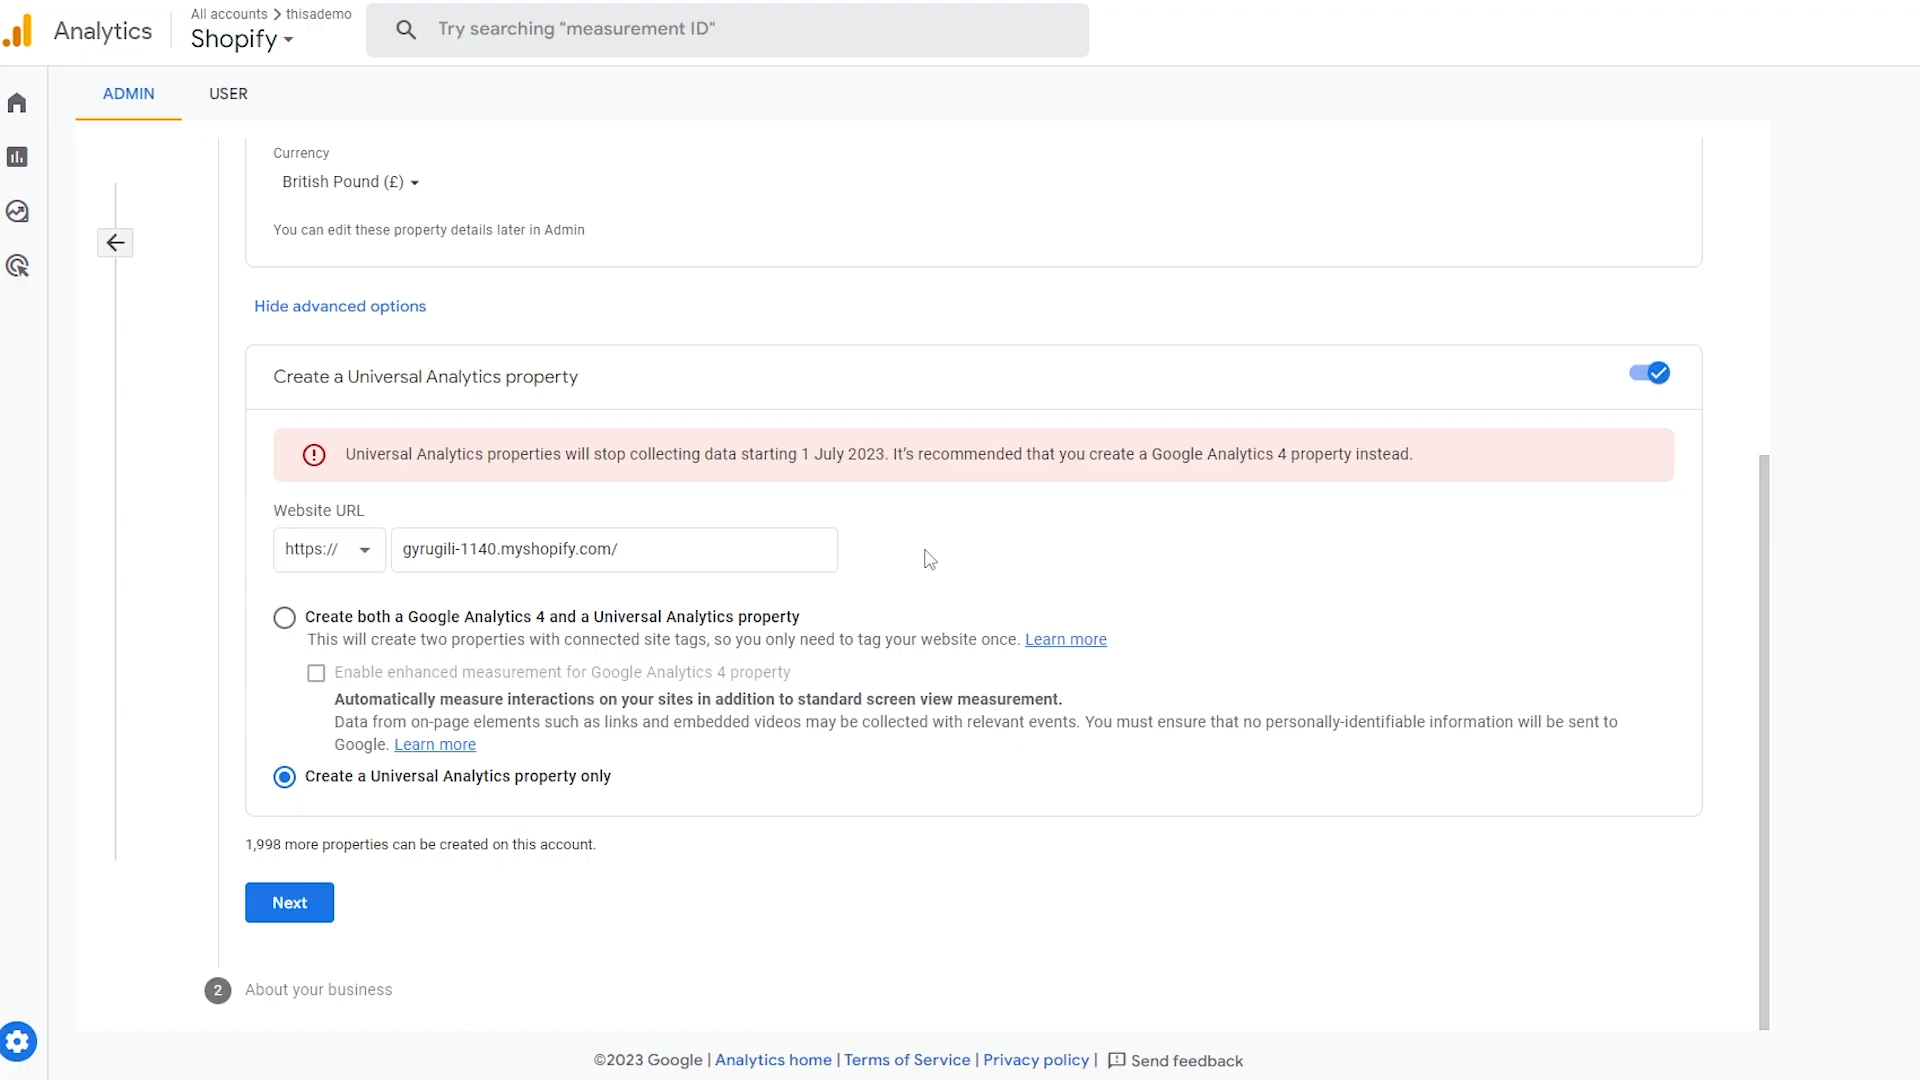 Analytics
All accounts > thisademo
Shopify
Try searching "measurement ID"
ADMIN
USER
Currency
British Pound (£)
You can edit these property details later in Admin
Hide advanced options
Create a Universal Analytics property
Universal Analytics properties will stop collecting data starting 1 July 2023. It's recommended that you create a Google Analytics 4 property instead.
Website URL
https://
gyrugili-1140.myshopify.com/
Create both a Google Analytics 4 and a Universal Analytics property
This will create two properties with connected site tags, so you only need to tag your website once. Learn more
Enable enhanced measurement for Google Analytics 4 property
Automatically measure interactions on your sites in addition to standard screen view measurement.
Data from on-page elements such as links and embedded videos may be collected with relevant events. You must ensure that no personally-identifiable information will be sent to
Google. Learn more
Create a Universal Analytics property only
1,998 more properties can be created on this account.
Next
2 About your business
©2023 Google | Analytics home | Terms of Service | Privacy policy | Send feedback